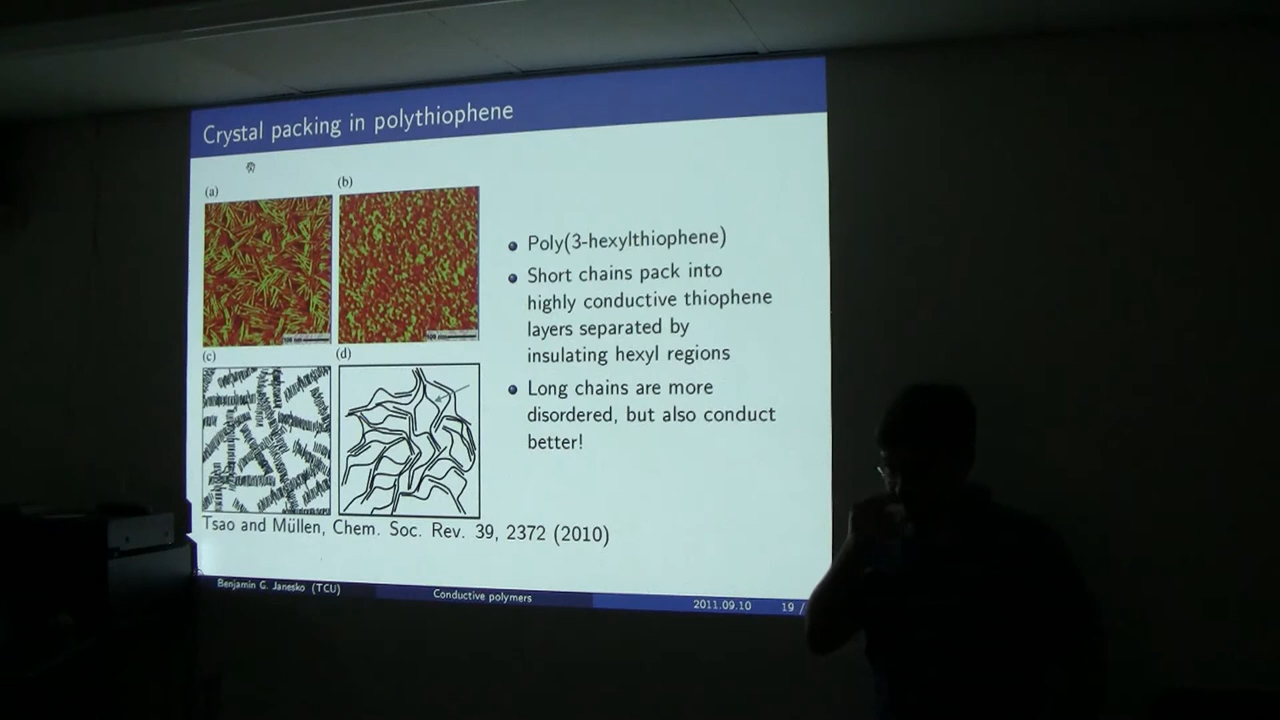 Crystal packing in polythiophene
(a)
(b)
(c)
(d)
Poly(3-hexylthiophene)
Short chains pack into
highly conductive thiophene
layers separated by
insulating hexyl regions
Long chains are more
disordered, but also conduct
better!
Tsao and Müllen, Chem. Soc. Rev. 39, 2372 (2010)
Benjamin G. Janesko (TCU)
Conductive polymers
2011.09.10
19 /